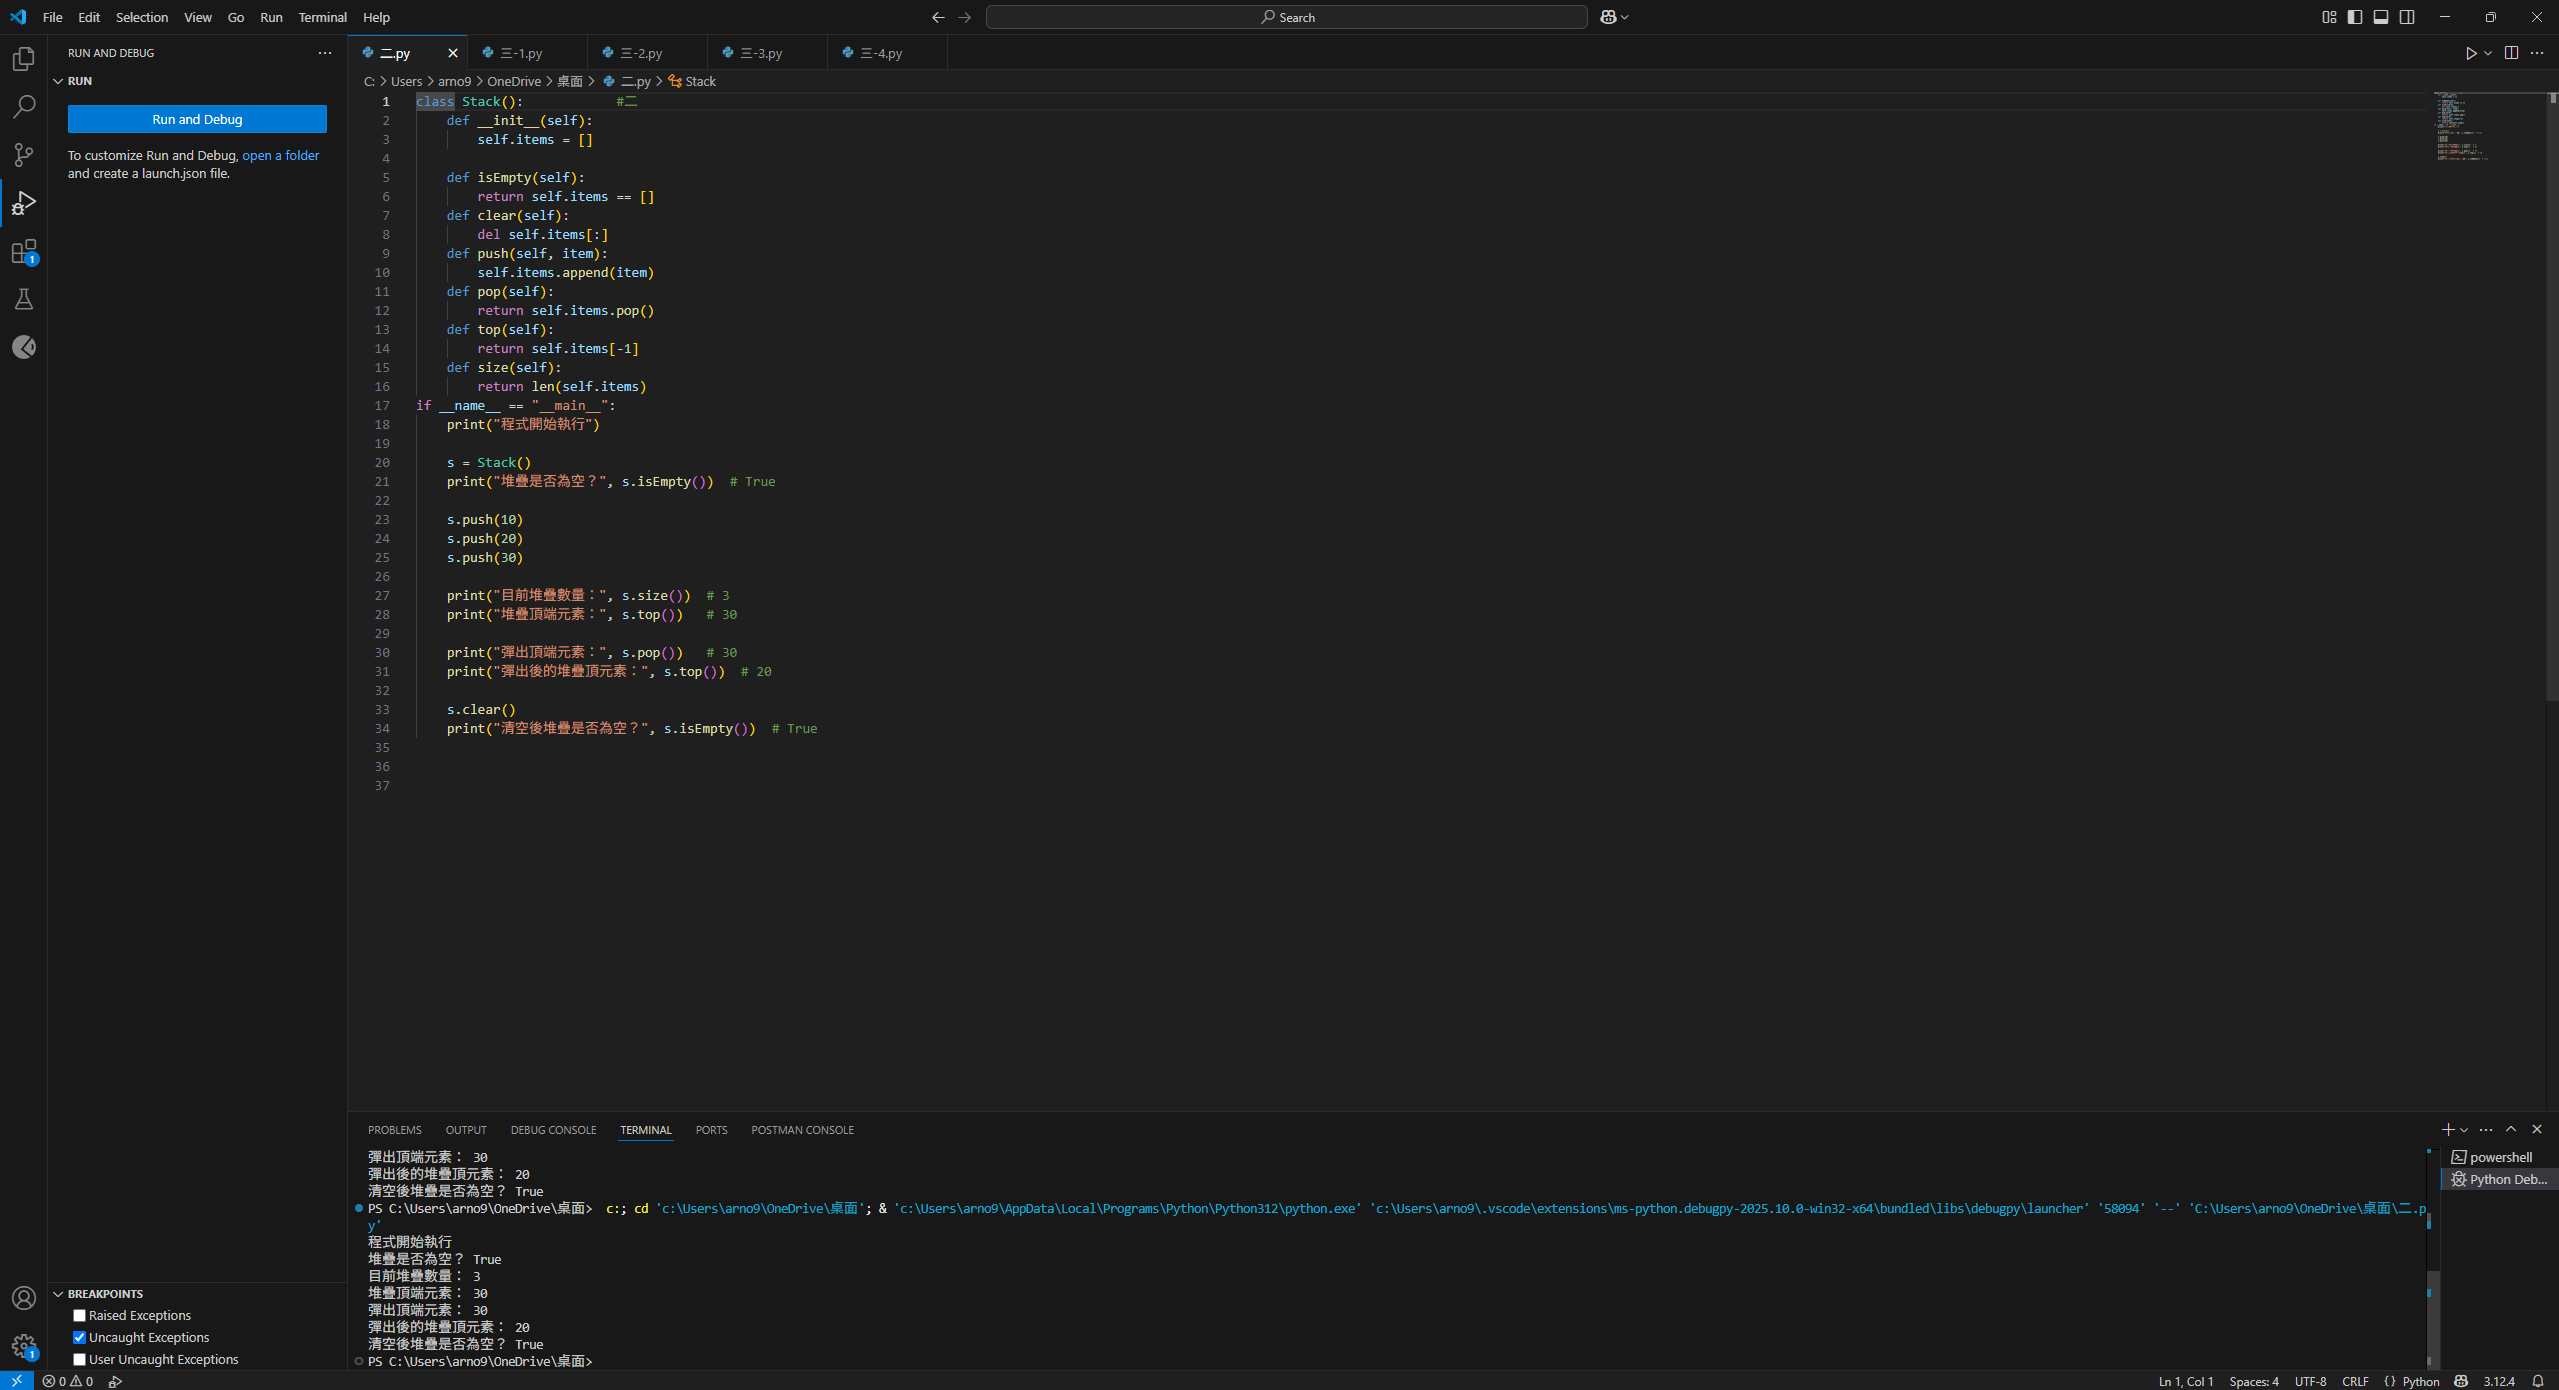 File Edit Selection View Go Run Terminal Help
Search
RUN AND DEBUG
RUN
Run and Debug
To customize Run and Debug, open a folder
and create a launch.json file.
二.py 三-1.py 三-2.py 三-3.py 三-4.py
C: > Users > arno9 > OneDrive > 桌面 > 二.py > Stack
1 class Stack(): #二
2 def __init__(self):
3 self.items = []
4
5 def isEmpty(self):
6 return self.items == []
7 def clear(self):
8 del self.items[:]
9 def push(self, item):
10 self.items.append(item)
11 def pop(self):
12 return self.items.pop()
13 def top(self):
14 return self.items[-1]
15 def size(self):
16 return len(self.items)
17 if __name__ == "__main__":
18 print("程式開始執行")
19
20 s = Stack()
21 print("堆疊是否為空？", s.isEmpty()) # True
22
23 s.push(10)
24 s.push(20)
25 s.push(30)
26
27 print("目前堆疊數量：", s.size()) # 3
28 print("堆疊頂端元素：", s.top()) # 30
29
30 print("彈出頂端元素：", s.pop()) # 30
31 print("彈出後的堆疊頂元素：", s.top()) # 20
32
33 s.clear()
34 print("清空後堆疊是否為空？", s.isEmpty()) # True
35
36
37
PROBLEMS OUTPUT DEBUG CONSOLE TERMINAL PORTS POSTMAN CONSOLE
彈出頂端元素： 30
彈出後的堆疊頂元素： 20
清空後堆疊是否為空？ True
PS C:\Users\arno9\OneDrive\桌面> c:; cd 'c:\Users\arno9\OneDrive\桌面'; & 'c:\Users\arno9\AppData\Local\Programs\Python\Python312\python.exe' 'c:\Users\arno9\.vscode\extensions\ms-python.debugpy-2025.10.0-win32-x64\bundled\libs\debugpy\launcher' '58094' '--' 'C:\Users\arno9\OneDrive\桌面\二.p
y'
程式開始執行
堆疊是否為空？ True
目前堆疊數量： 3
堆疊頂端元素： 30
彈出頂端元素： 30
彈出後的堆疊頂元素： 20
清空後堆疊是否為空？ True
PS C:\Users\arno9\OneDrive\桌面>
powershell
Python Deb...
BREAKPOINTS
Raised Exceptions
Uncaught Exceptions
User Uncaught Exceptions
1
1
0 0
Ln 1, Col 1 Spaces: 4 UTF-8 CRLF {} Python 3.12.4